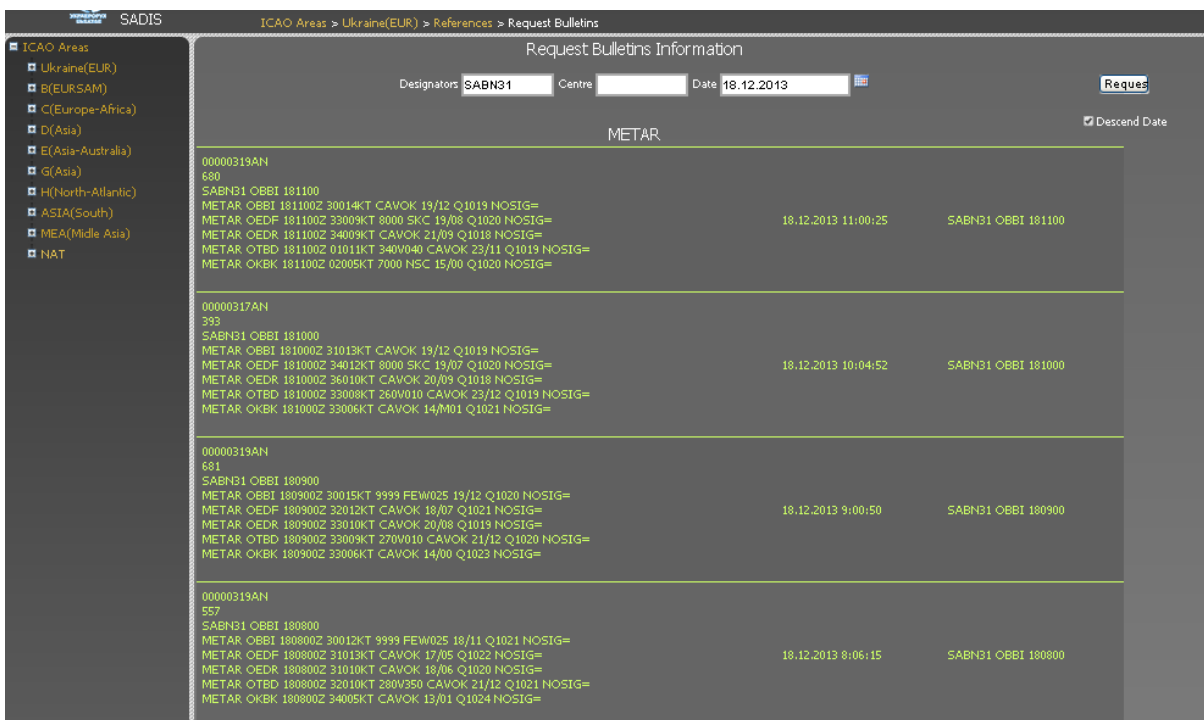 SADIS
ICAO Areas > Ukraine(EUR) > References > Request Bulletins
ICAO Areas
Ukraine(EUR)
B(EURSAM)
C(Europe-Africa)
D(Asia)
E(Asia-Australia)
G(Asia)
H(North-Atlantic)
ASIA(South)
MEA(Midle Asia)
NAT
Request Bulletins Information
Designators SABN31 Centre Date 18.12.2013 Reques
Descend Date
METAR
00000319AN
680
SABN31 OBBI 181100
METAR OBBI 181100Z 30014KT CAVOK 19/12 Q1019 NOSIG=
METAR OEDF 181100Z 33009KT 8000 SKC 19/08 Q1020 NOSIG=
METAR OEDR 181100Z 34009KT CAVOK 21/09 Q1018 NOSIG=
METAR OTBD 181100Z 01011KT 340V040 CAVOK 23/11 Q1019 NOSIG=
METAR OKBK 181100Z 02005KT 7000 NSC 15/00 Q1020 NOSIG=
18.12.2013 11:00:25 SABN31 OBBI 181100
00000317AN
393
SABN31 OBBI 181000
METAR OBBI 181000Z 31013KT CAVOK 19/12 Q1019 NOSIG=
METAR OEDF 181000Z 34012KT 8000 SKC 19/07 Q1020 NOSIG=
METAR OEDR 181000Z 36010KT CAVOK 20/09 Q1018 NOSIG=
METAR OTBD 181000Z 33008KT 260V010 CAVOK 23/12 Q1019 NOSIG=
METAR OKBK 181000Z 33006KT CAVOK 14/M01 Q1021 NOSIG=
18.12.2013 10:04:52 SABN31 OBBI 181000
00000319AN
681
SABN31 OBBI 180900
METAR OBBI 180900Z 30015KT 9999 FEW025 19/12 Q1020 NOSIG=
METAR OEDF 180900Z 32012KT CAVOK 18/07 Q1021 NOSIG=
METAR OEDR 180900Z 33010KT CAVOK 20/08 Q1019 NOSIG=
METAR OTBD 180900Z 33009KT 270V010 CAVOK 21/12 Q1020 NOSIG=
METAR OKBK 180900Z 33006KT CAVOK 14/00 Q1023 NOSIG=
18.12.2013 9:00:50 SABN31 OBBI 180900
00000319AN
557
SABN31 OBBI 180800
METAR OBBI 180800Z 30012KT 9999 FEW025 18/11 Q1021 NOSIG=
METAR OEDF 180800Z 31013KT CAVOK 17/05 Q1022 NOSIG=
METAR OEDR 180800Z 31010KT CAVOK 18/06 Q1020 NOSIG=
METAR OTBD 180800Z 32010KT 280V350 CAVOK 21/12 Q1021 NOSIG=
METAR OKBK 180800Z 34005KT CAVOK 13/01 Q1024 NOSIG=
18.12.2013 8:06:15 SABN31 OBBI 180800